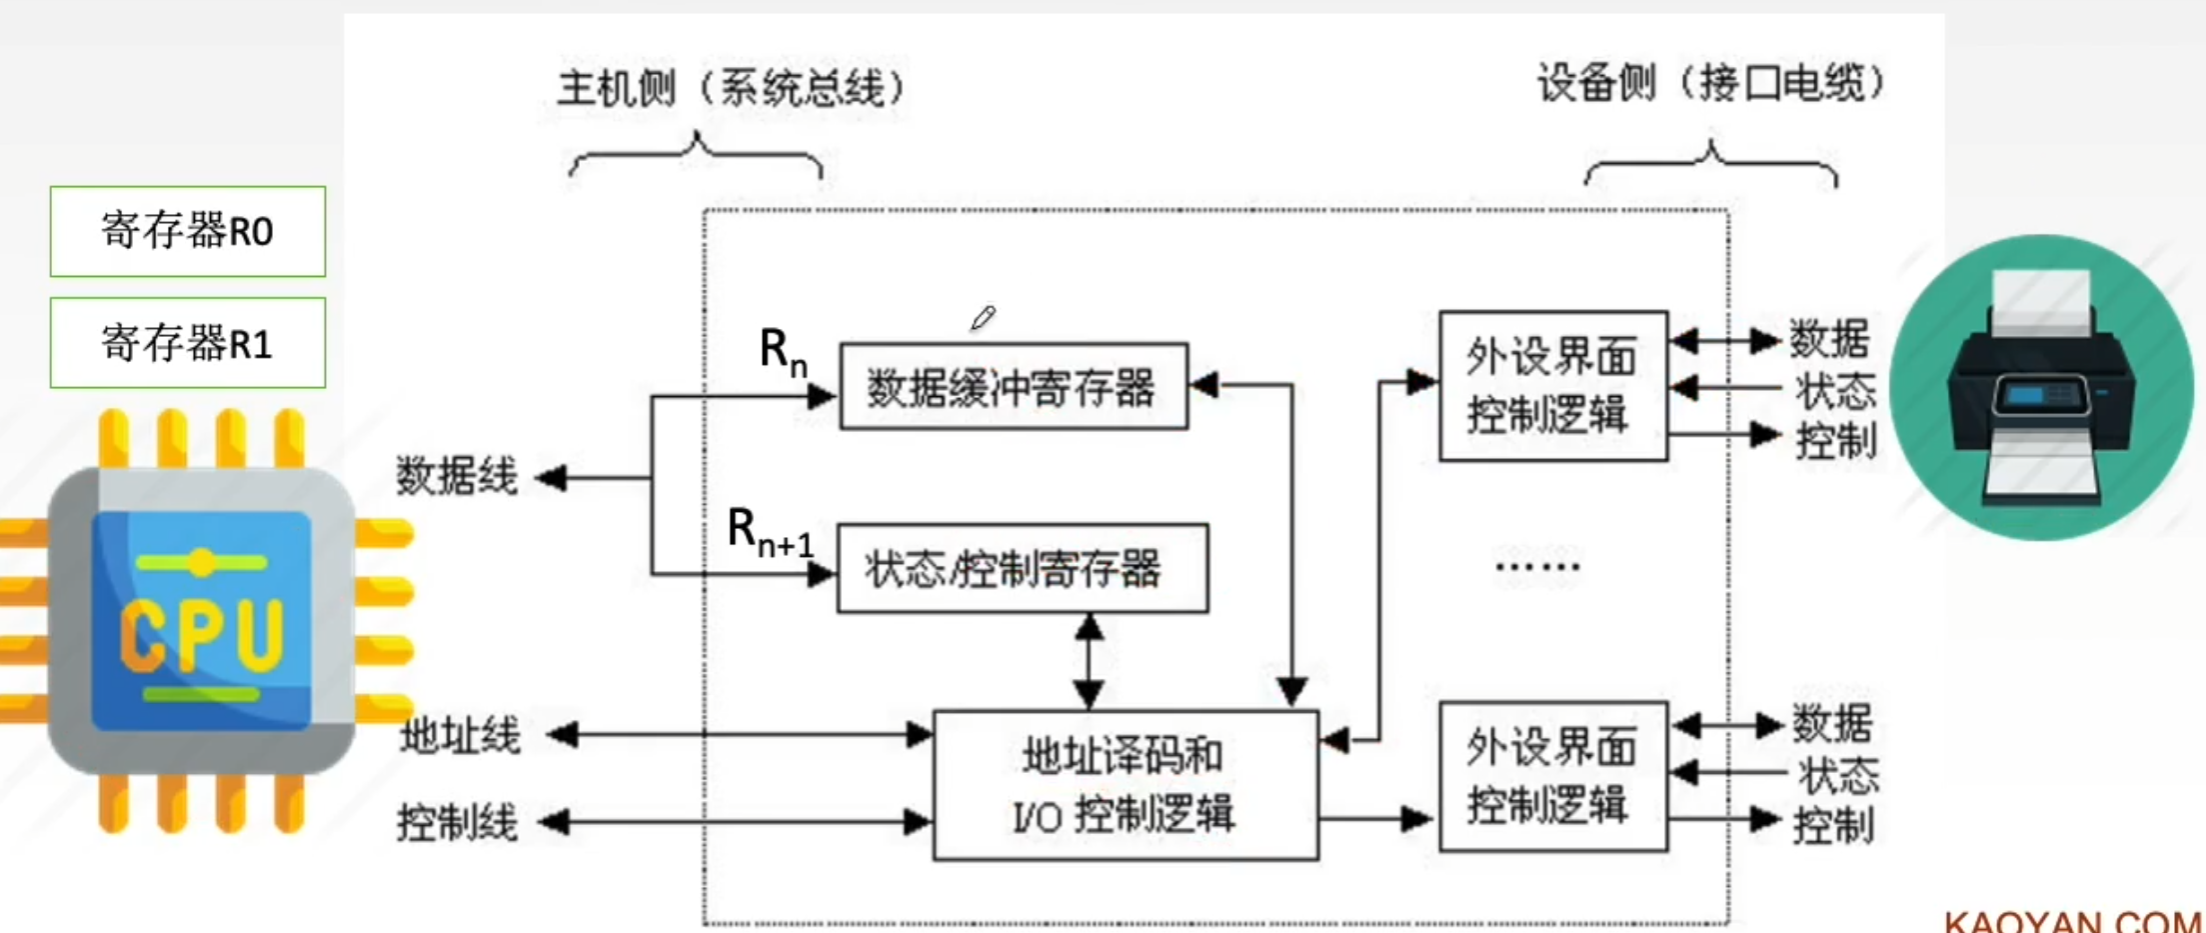 主机侧（系统总线）
设备侧（接口电缆）
寄存器R0
寄存器R1
Rn
数据缓冲寄存器
外设界面
控制逻辑
数据
状态
控制
数据线
Rn+1
状态/控制寄存器
……
CPU
地址线
控制线
地址译码和
I/O 控制逻辑
外设界面
控制逻辑
数据
状态
控制
KAOYAN.COM